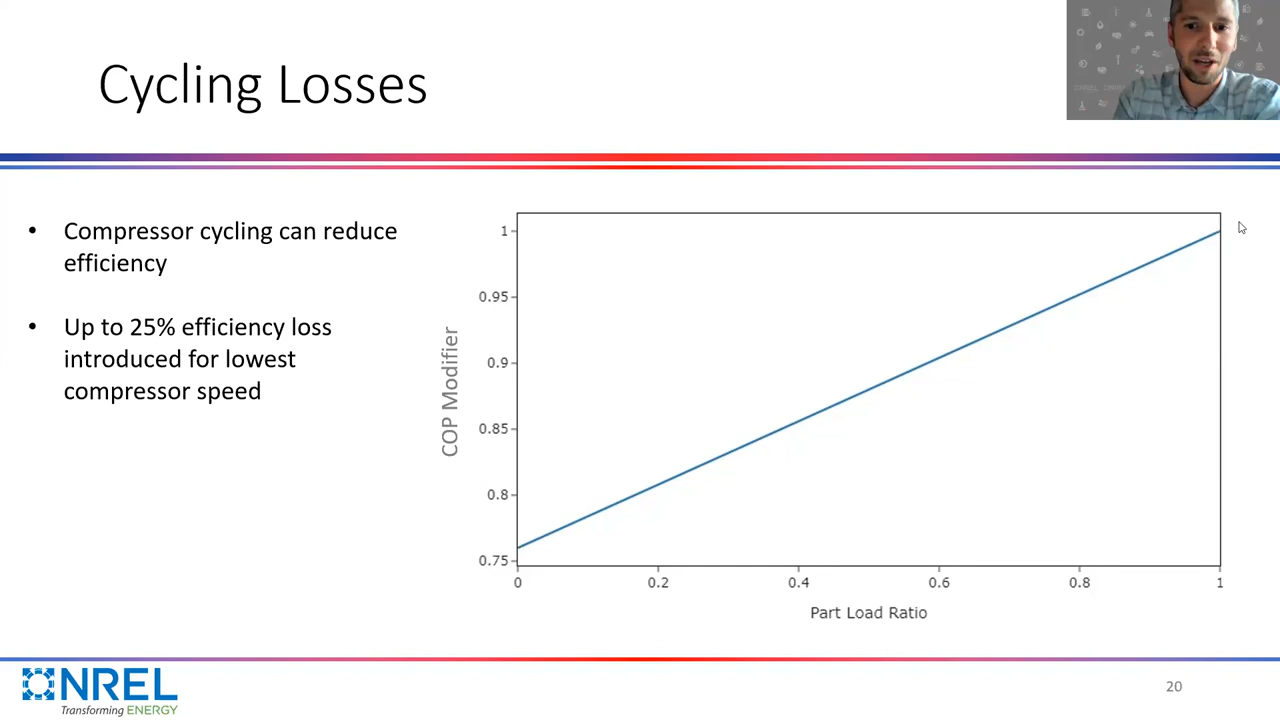 Cycling Losses
• Compressor cycling can reduce
efficiency
• Up to 25% efficiency loss
introduced for lowest
compressor speed
COP Modifier
1
0.95
0.9
0.85
0.8
0.75
0
0.2
0.4
0.6
0.8
1
Part Load Ratio
NREL
Transforming ENERGY
20